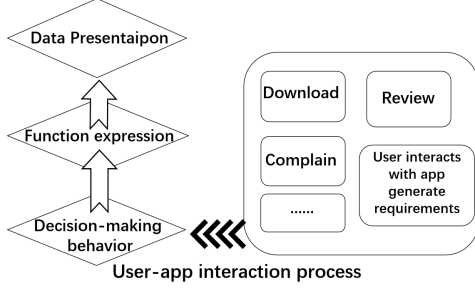 Data Presentaipon
Function expression
Decision-making
behavior
Download
Review
Complain
User interacts
with app
generate
requirements
......
User-app interaction process